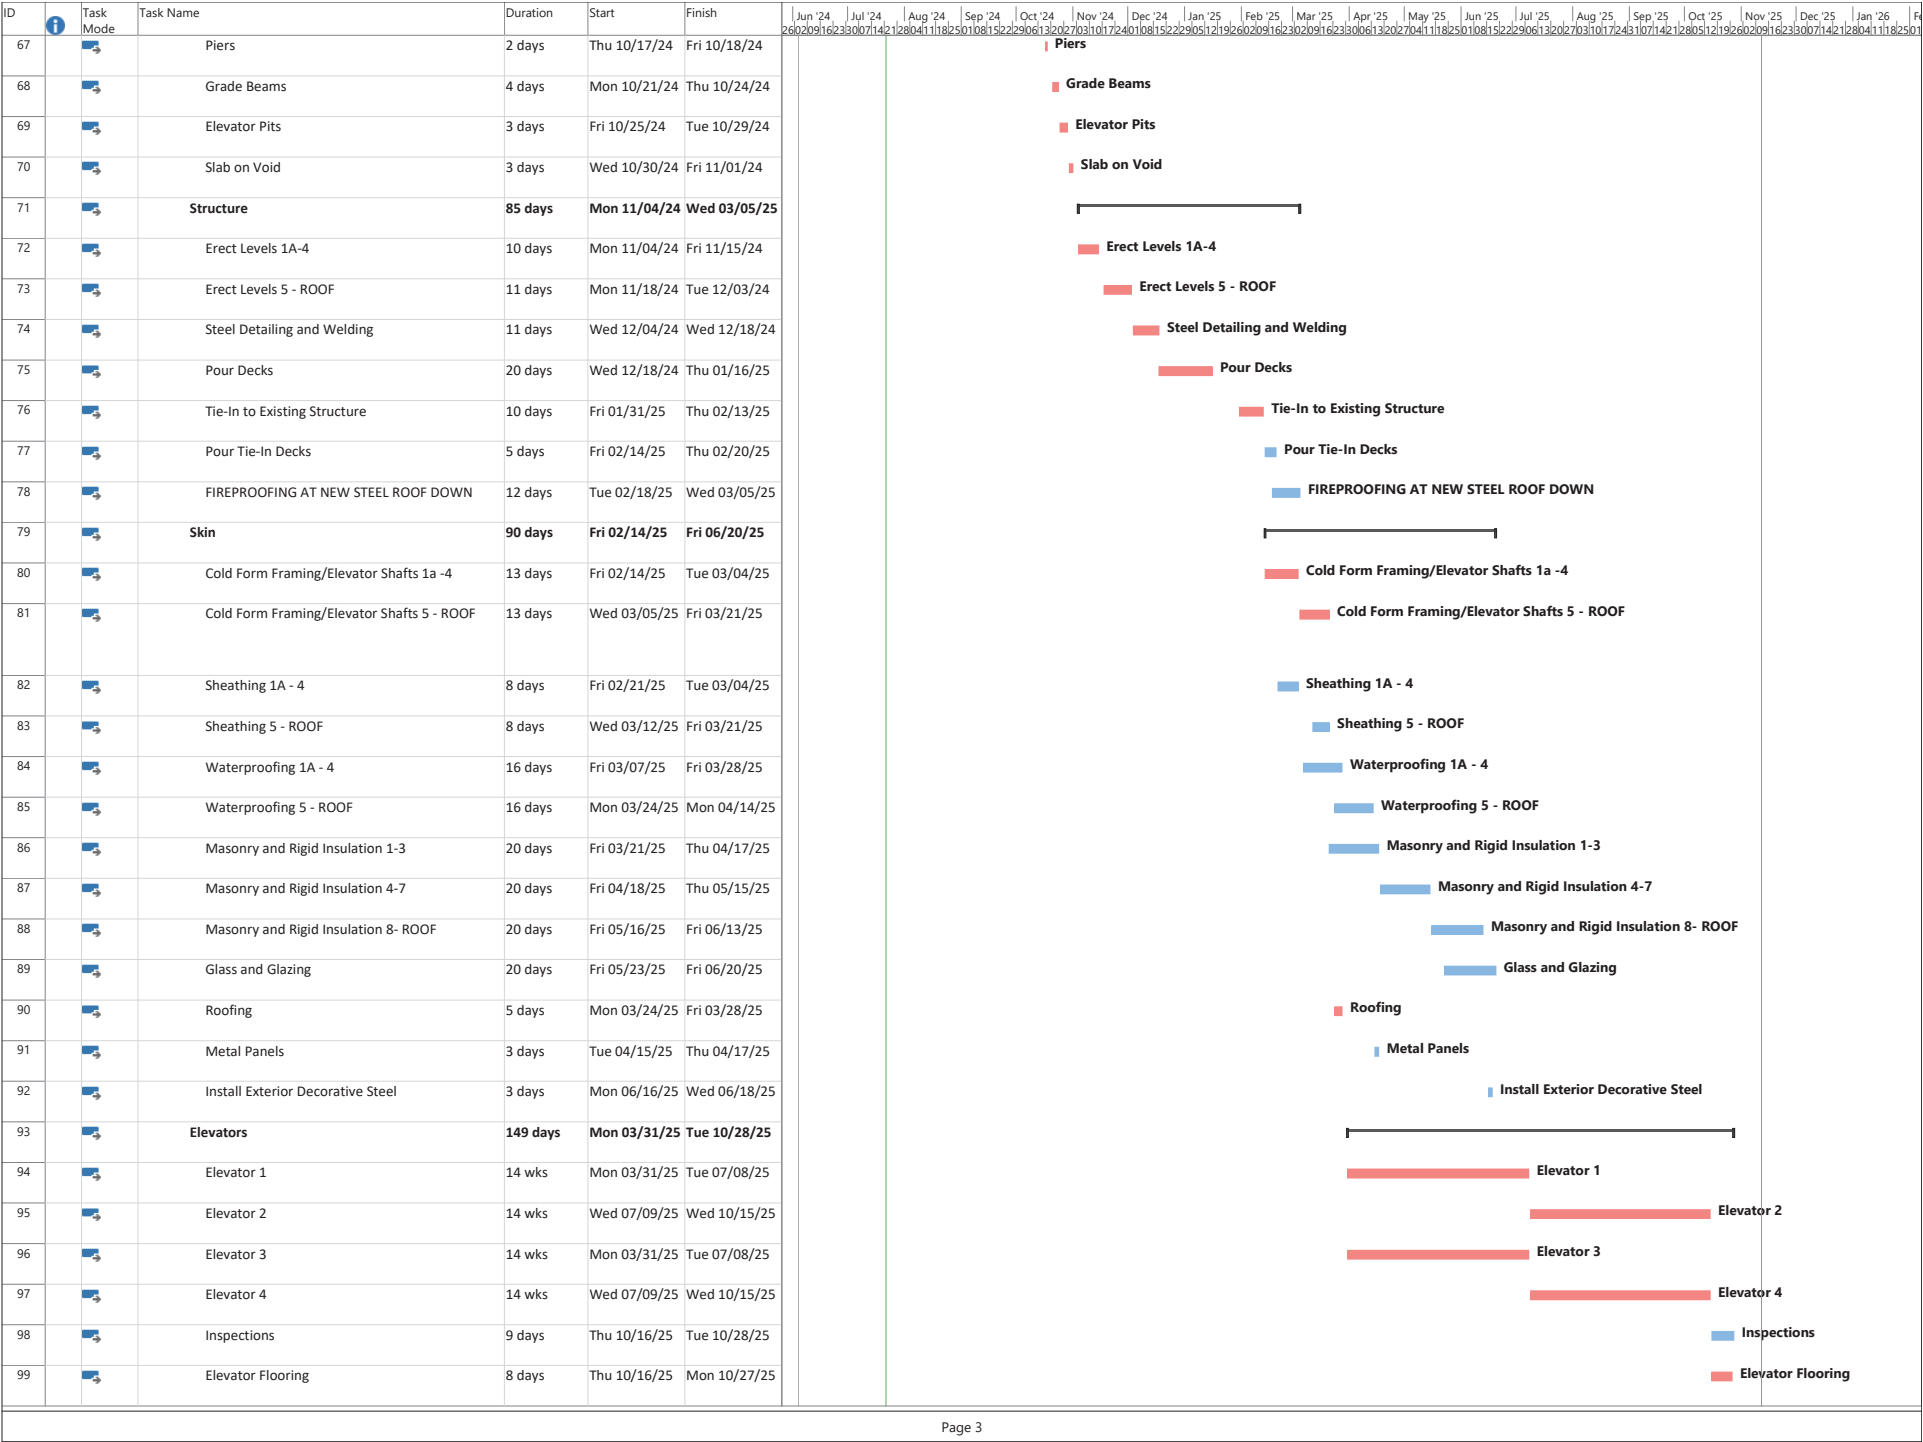 ID Task Mode Task Name Duration Start Finish
Jun '24 Jul '24 Aug '24 Sep '24 Oct '24 Nov '24 Dec '24 Jan '25 Feb '25 Mar '25 Apr '25 May '25 Jun '25 Jul '25 Aug '25 Sep '25 Oct '25 Nov '25 Dec '25 Jan '26
67 Piers 2 days Thu 10/17/24 Fri 10/18/24 Piers
68 Grade Beams 4 days Mon 10/21/24 Thu 10/24/24 Grade Beams
69 Elevator Pits 3 days Fri 10/25/24 Tue 10/29/24 Elevator Pits
70 Slab on Void 3 days Wed 10/30/24 Fri 11/01/24 Slab on Void
71 Structure 85 days Mon 11/04/24 Wed 03/05/25
72 Erect Levels 1A-4 10 days Mon 11/04/24 Fri 11/15/24 Erect Levels 1A-4
73 Erect Levels 5 - ROOF 11 days Mon 11/18/24 Tue 12/03/24 Erect Levels 5 - ROOF
74 Steel Detailing and Welding 11 days Wed 12/04/24 Wed 12/18/24 Steel Detailing and Welding
75 Pour Decks 20 days Wed 12/18/24 Thu 01/16/25 Pour Decks
76 Tie-In to Existing Structure 10 days Fri 01/31/25 Thu 02/13/25 Tie-In to Existing Structure
77 Pour Tie-In Decks 5 days Fri 02/14/25 Thu 02/20/25 Pour Tie-In Decks
78 FIREPROOFING AT NEW STEEL ROOF DOWN 12 days Tue 02/18/25 Wed 03/05/25 FIREPROOFING AT NEW STEEL ROOF DOWN
79 Skin 90 days Fri 02/14/25 Fri 06/20/25
80 Cold Form Framing/Elevator Shafts 1a -4 13 days Fri 02/14/25 Tue 03/04/25 Cold Form Framing/Elevator Shafts 1a -4
81 Cold Form Framing/Elevator Shafts 5 - ROOF 13 days Wed 03/05/25 Fri 03/21/25 Cold Form Framing/Elevator Shafts 5 - ROOF
82 Sheathing 1A - 4 8 days Fri 02/21/25 Tue 03/04/25 Sheathing 1A - 4
83 Sheathing 5 - ROOF 8 days Wed 03/12/25 Fri 03/21/25 Sheathing 5 - ROOF
84 Waterproofing 1A - 4 16 days Fri 03/07/25 Fri 03/28/25 Waterproofing 1A - 4
85 Waterproofing 5 - ROOF 16 days Mon 03/24/25 Mon 04/14/25 Waterproofing 5 - ROOF
86 Masonry and Rigid Insulation 1-3 20 days Fri 03/21/25 Thu 04/17/25 Masonry and Rigid Insulation 1-3
87 Masonry and Rigid Insulation 4-7 20 days Fri 04/18/25 Thu 05/15/25 Masonry and Rigid Insulation 4-7
88 Masonry and Rigid Insulation 8- ROOF 20 days Fri 05/16/25 Fri 06/13/25 Masonry and Rigid Insulation 8- ROOF
89 Glass and Glazing 20 days Fri 05/23/25 Fri 06/20/25 Glass and Glazing
90 Roofing 5 days Mon 03/24/25 Fri 03/28/25 Roofing
91 Metal Panels 3 days Tue 04/15/25 Thu 04/17/25 Metal Panels
92 Install Exterior Decorative Steel 3 days Mon 06/16/25 Wed 06/18/25 Install Exterior Decorative Steel
93 Elevators 149 days Mon 03/31/25 Tue 10/28/25
94 Elevator 1 14 wks Mon 03/31/25 Tue 07/08/25 Elevator 1
95 Elevator 2 14 wks Wed 07/09/25 Wed 10/15/25 Elevator 2
96 Elevator 3 14 wks Mon 03/31/25 Tue 07/08/25 Elevator 3
97 Elevator 4 14 wks Wed 07/09/25 Wed 10/15/25 Elevator 4
98 Inspections 9 days Thu 10/16/25 Tue 10/28/25 Inspections
99 Elevator Flooring 8 days Thu 10/16/25 Mon 10/27/25 Elevator Flooring
Page 3